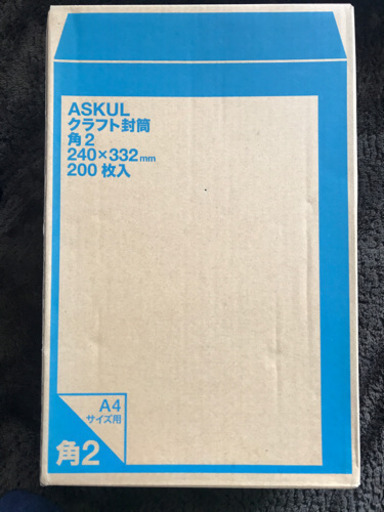 ASKUL
クラフト封筒
角2
240×332mm
200枚入
A4
サイズ用
角2